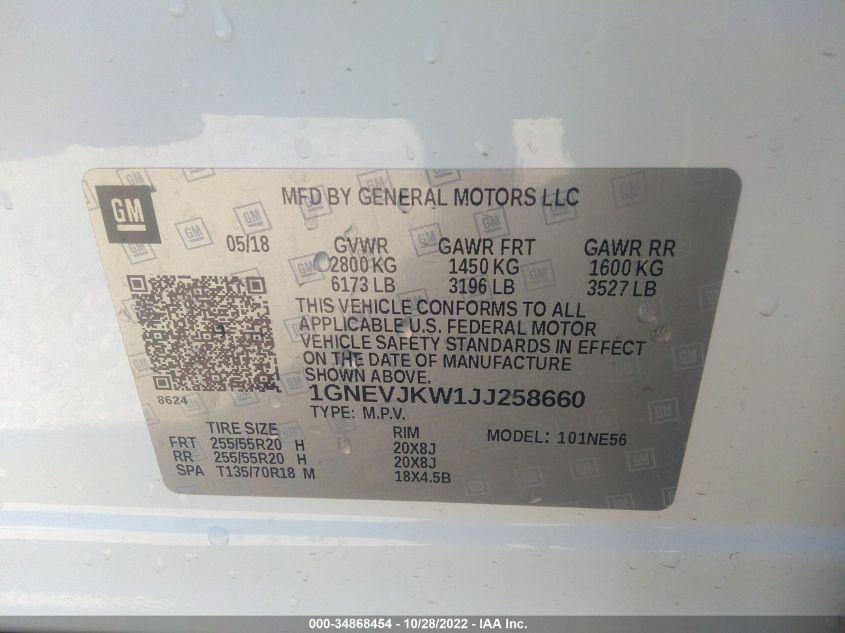 GM
MFD BY GENERAL MOTORS LLC
05/18 GVWR GAWR FRT GAWR RR
2800 KG 1450 KG 1600 KG
6173 LB 3196 LB 3527 LB
THIS VEHICLE CONFORMS TO ALL
APPLICABLE U.S. FEDERAL MOTOR
VEHICLE SAFETY STANDARDS IN EFFECT
ON THE DATE OF MANUFACTURE
SHOWN ABOVE.
8624
1GNEVJKW1JJ258660
TYPE: M.P.V.
TIRE SIZE RIM MODEL: 101NE56
FRT 255/55R20 H 20X8J
RR 255/55R20 H 20X8J
SPA T135/70R18 M 18X4.5B
000-34868454 - 10/28/2022 - IAA Inc.